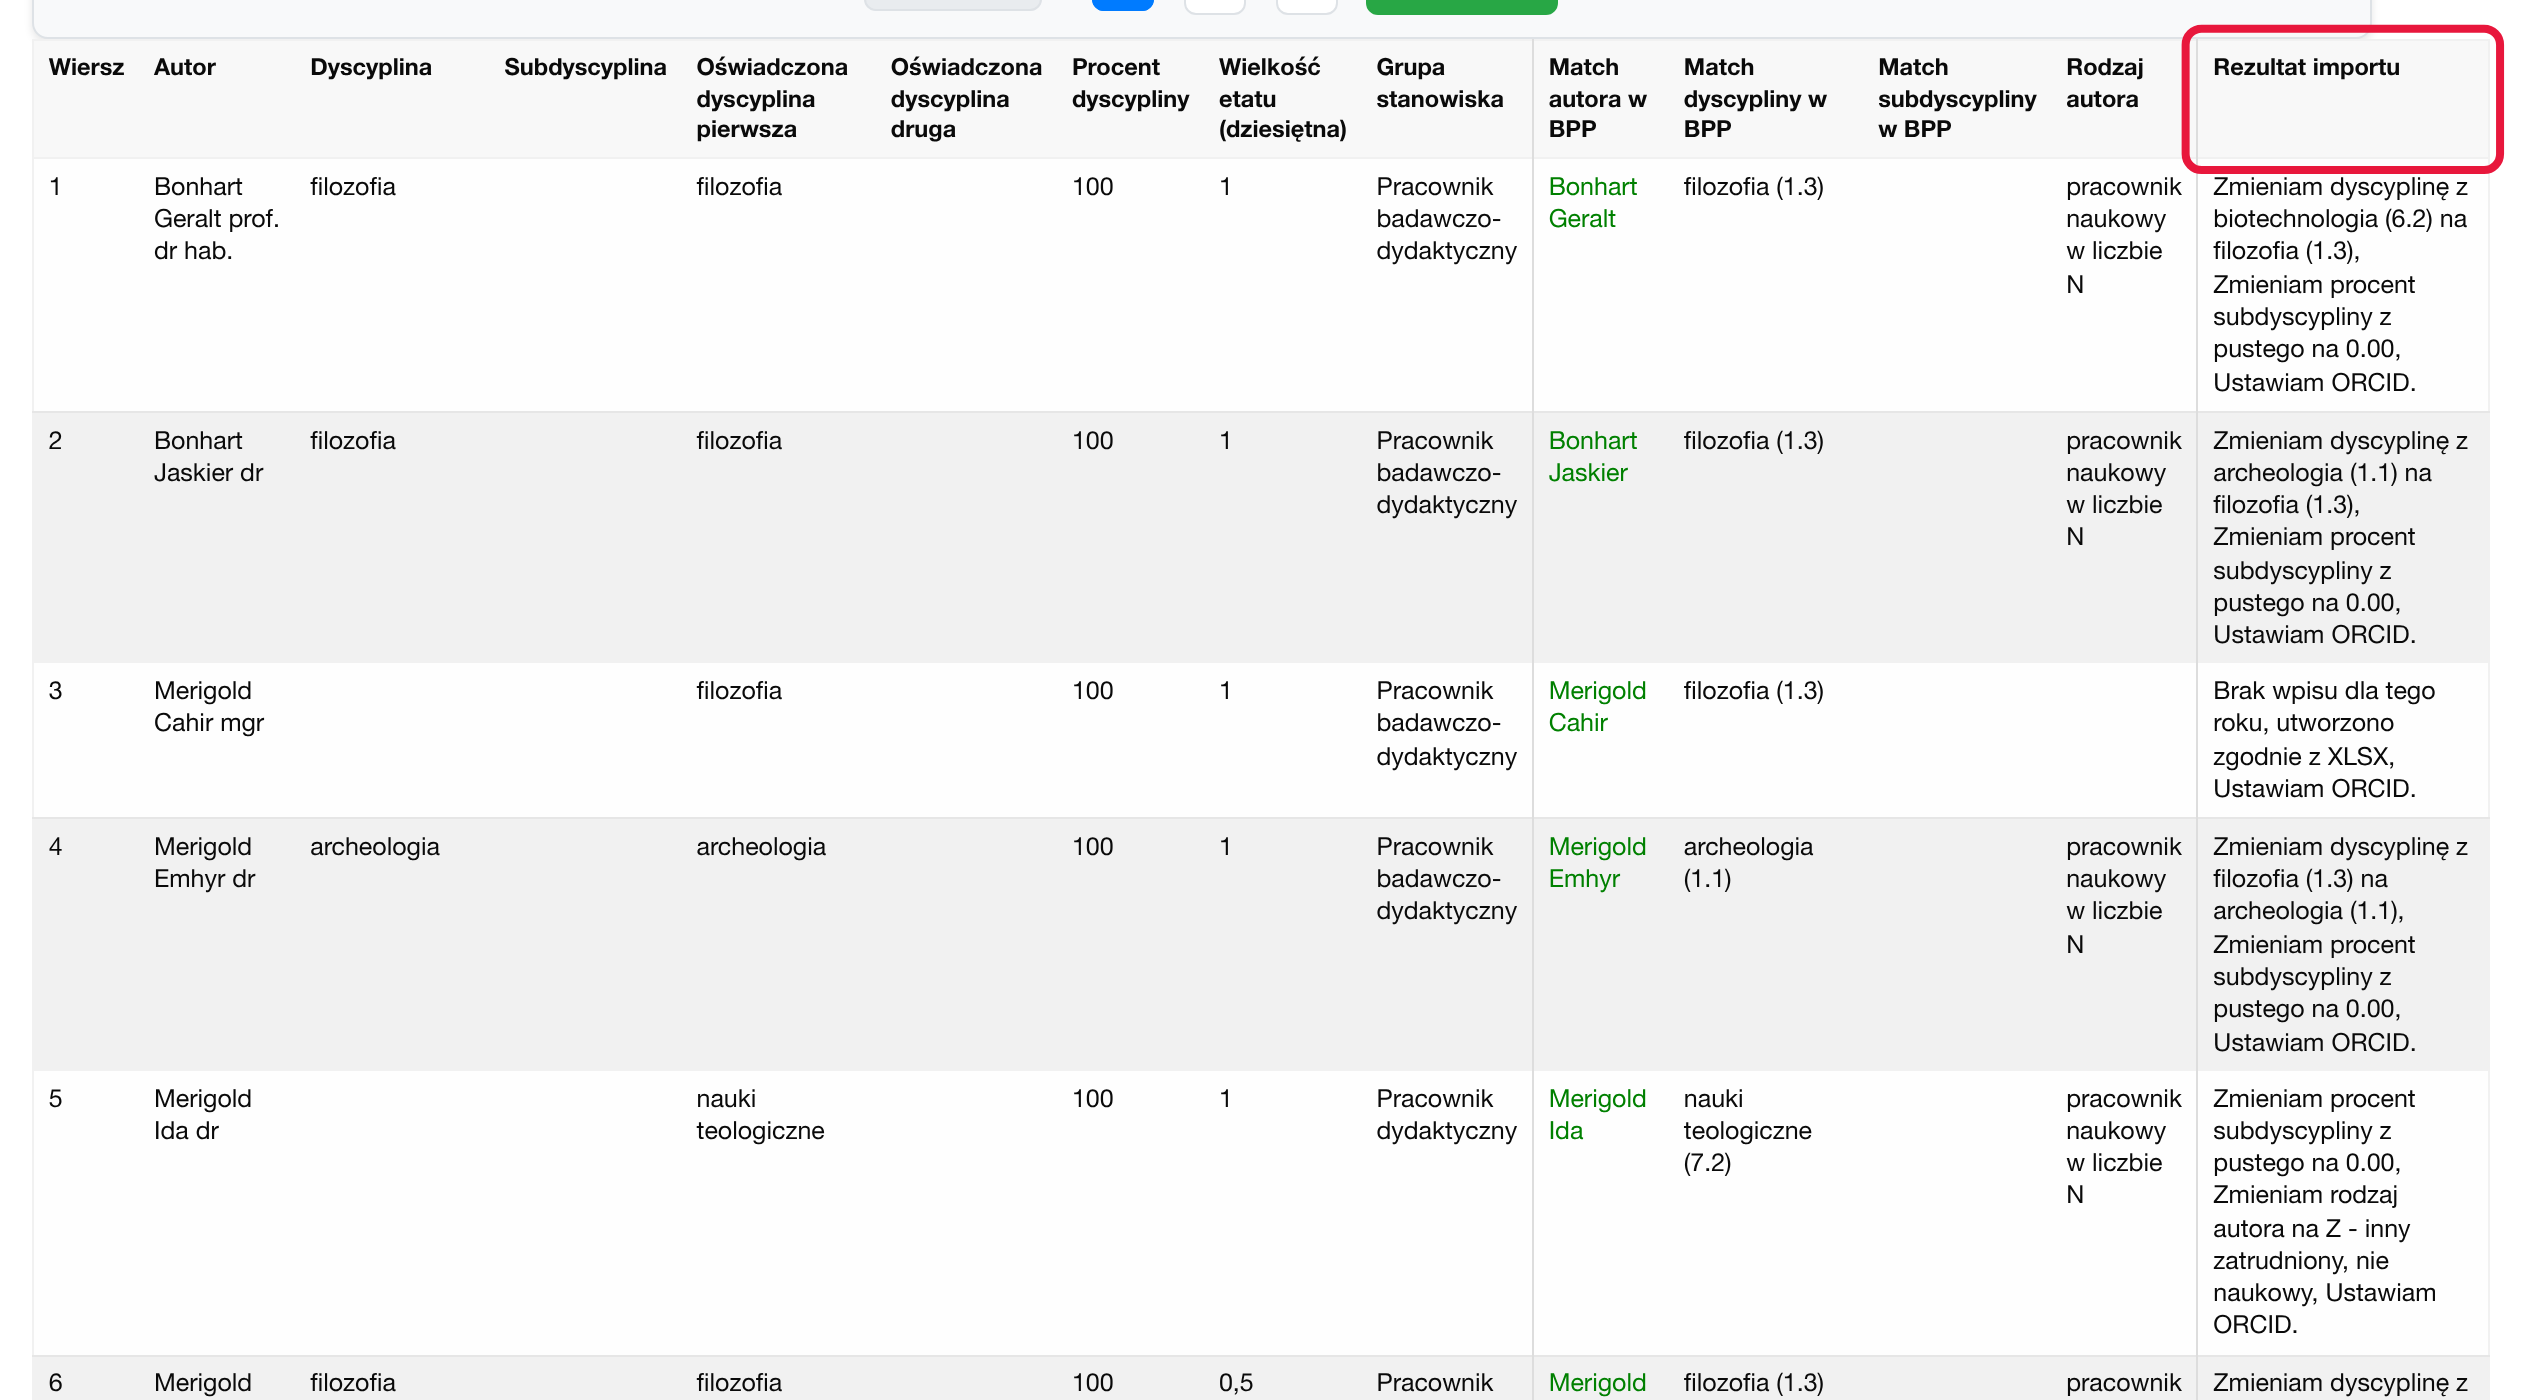 Wiersz
Autor
Dyscyplina
Subdyscyplina
Oświadczona
dyscyplina
pierwsza
Oświadczona
dyscyplina
druga
Procent
dyscypliny
Wielkość
etatu
(dziesiętna)
Grupa
stanowiska
Match
autora w
BPP
Match
dyscypliny w
BPP
Match
subdyscypliny
w BPP
Rodzaj
autora
Rezultat importu
1
Bonhart
Geralt prof.
dr hab.
filozofia
filozofia
100
1
Pracownik
badawczo-
dydaktyczny
Bonhart
Geralt
filozofia (1.3)
pracownik
naukowy
w liczbie
N
Zmieniam dyscyplinę z
biotechnologia (6.2) na
filozofia (1.3),
Zmieniam procent
subdyscypliny z
pustego na 0.00,
Ustawiam ORCID.
2
Bonhart
Jaskier dr
filozofia
filozofia
100
1
Pracownik
badawczo-
dydaktyczny
Bonhart
Jaskier
filozofia (1.3)
pracownik
naukowy
w liczbie
N
Zmieniam dyscyplinę z
archeologia (1.1) na
filozofia (1.3),
Zmieniam procent
subdyscypliny z
pustego na 0.00,
Ustawiam ORCID.
3
Merigold
Cahir mgr
filozofia
100
1
Pracownik
badawczo-
dydaktyczny
Merigold
Cahir
filozofia (1.3)
Brak wpisu dla tego
roku, utworzono
zgodnie z XLSX,
Ustawiam ORCID.
4
Merigold
Emhyr dr
archeologia
archeologia
100
1
Pracownik
badawczo-
dydaktyczny
Merigold
Emhyr
archeologia
(1.1)
pracownik
naukowy
w liczbie
N
Zmieniam dyscyplinę z
filozofia (1.3) na
archeologia (1.1),
Zmieniam procent
subdyscypliny z
pustego na 0.00,
Ustawiam ORCID.
5
Merigold
Ida dr
nauki
teologiczne
100
1
Pracownik
dydaktyczny
Merigold
Ida
nauki
teologiczne
(7.2)
pracownik
naukowy
w liczbie
N
Zmieniam procent
subdyscypliny z
pustego na 0.00,
Zmieniam rodzaj
autora na Z - inny
zatrudniony, nie
naukowy, Ustawiam
ORCID.
6
Merigold
filozofia
filozofia
100
0,5
Pracownik
Merigold
filozofia (1.3)
pracownik
Zmieniam dyscyplinę z